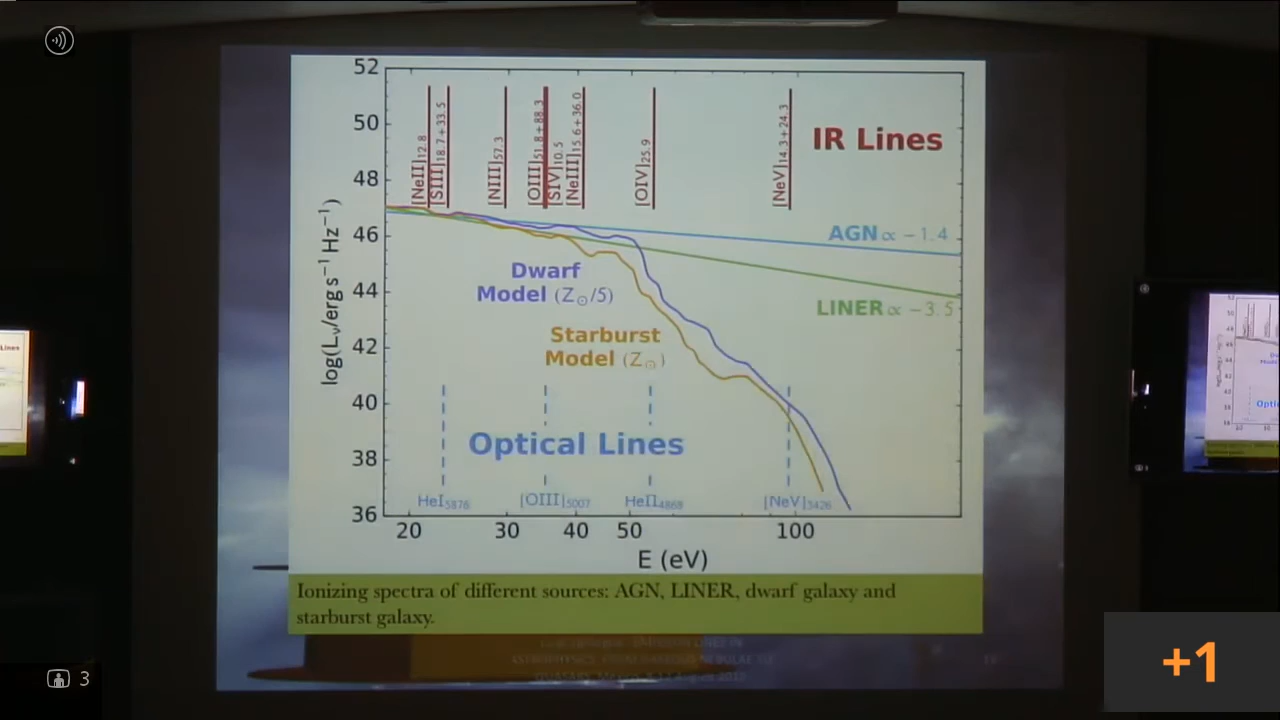 52
50
48
46
44
42
40
38
36
log(Lν/erg s⁻¹ Hz⁻¹)
[NeII]12.8
[SIII]18.7+33.5
[NIII]57.3
[OIII]51.8+88.3
[SIV]10.5
[NeIII]15.6+36.0
[OIV]25.9
[NeV]14.3+24.3
IR Lines
AGN ∝ −1.4
LINER ∝ −3.5
Dwarf
Model (Z⊙/5)
Starburst
Model (Z⊙)
Optical Lines
HeI5876
[OIII]5007
HeII4868
[NeV]3426
20 30 40 50 100
E (eV)
Ionizing spectra of different sources: AGN, LINER, dwarf galaxy and
starburst galaxy.
3
+1